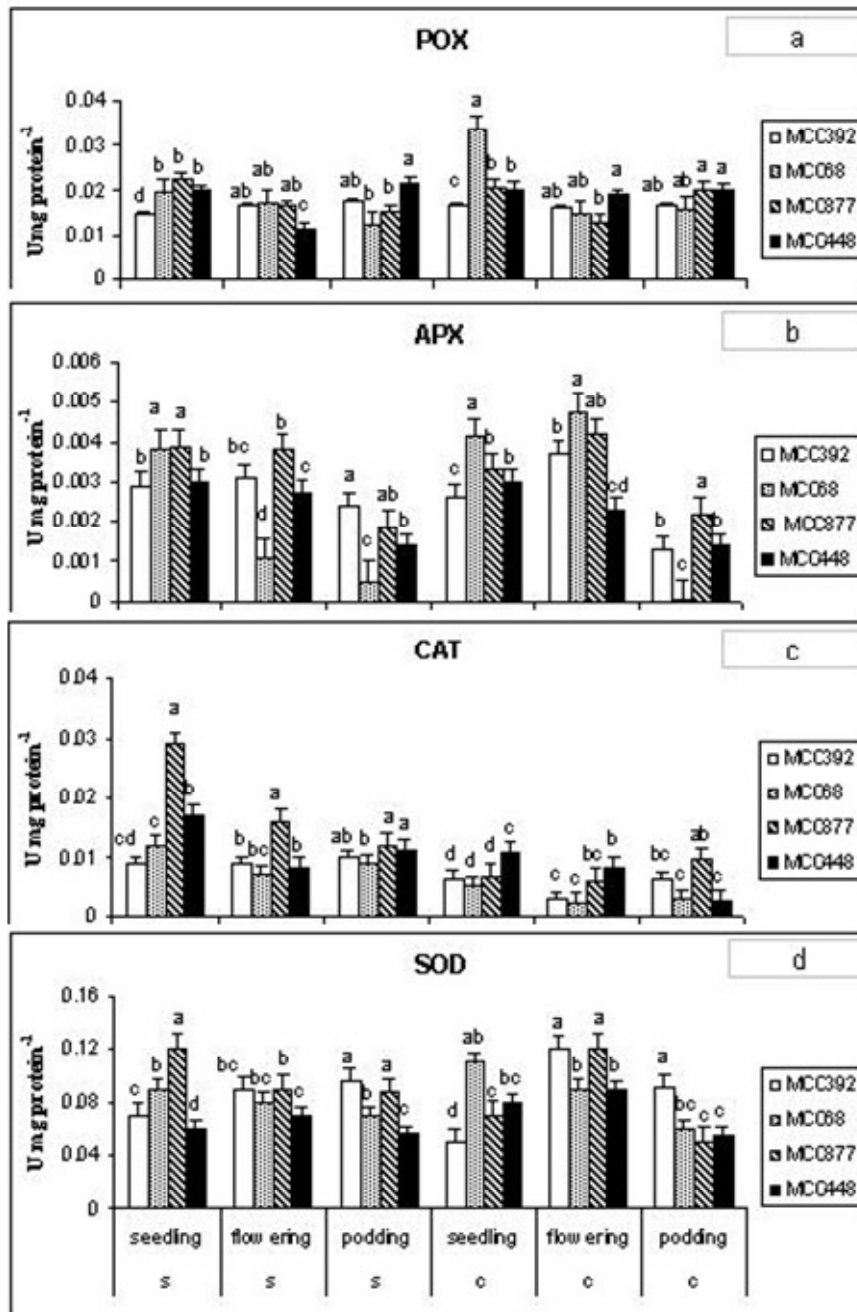 POX
a
U mg protein-1
0.04
0.03
0.02
0.01
0
d b b b
ab ab ab c
ab b b a
c a b b
ab ab b a
ab ab a a
MCC392
MCC68
MCC877
MCC448
APX
b
U mg protein-1
0.006
0.005
0.004
0.003
0.002
0.001
0
b a a b
bc d b c
a c ab b
c a b b
b a ab cd
b c a b
MCC392
MCC68
MCC877
MCC448
CAT
c
U mg protein-1
0.04
0.03
0.02
0.01
0
cd c a b
b bc a b
ab b a a
d d d c
c c bc b
bc c ab c
MCC392
MCC68
MCC877
MCC448
SOD
d
U mg protein-1
0.16
0.12
0.08
0.04
0
c b a d
bc bc b c
a b a c
d ab c bc
a b a b
a bc c c
MCC392
MCC68
MCC877
MCC448
seedling flow ering podding seedling flow ering podding
s s s c c c